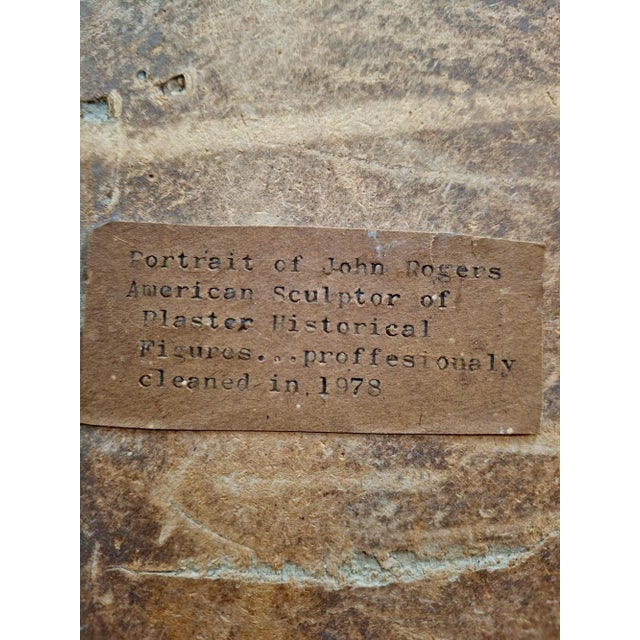 Portrait of John Rogers
American Sculptor of
Plaster Historical
Figures...proffesionaly
cleaned in 1978